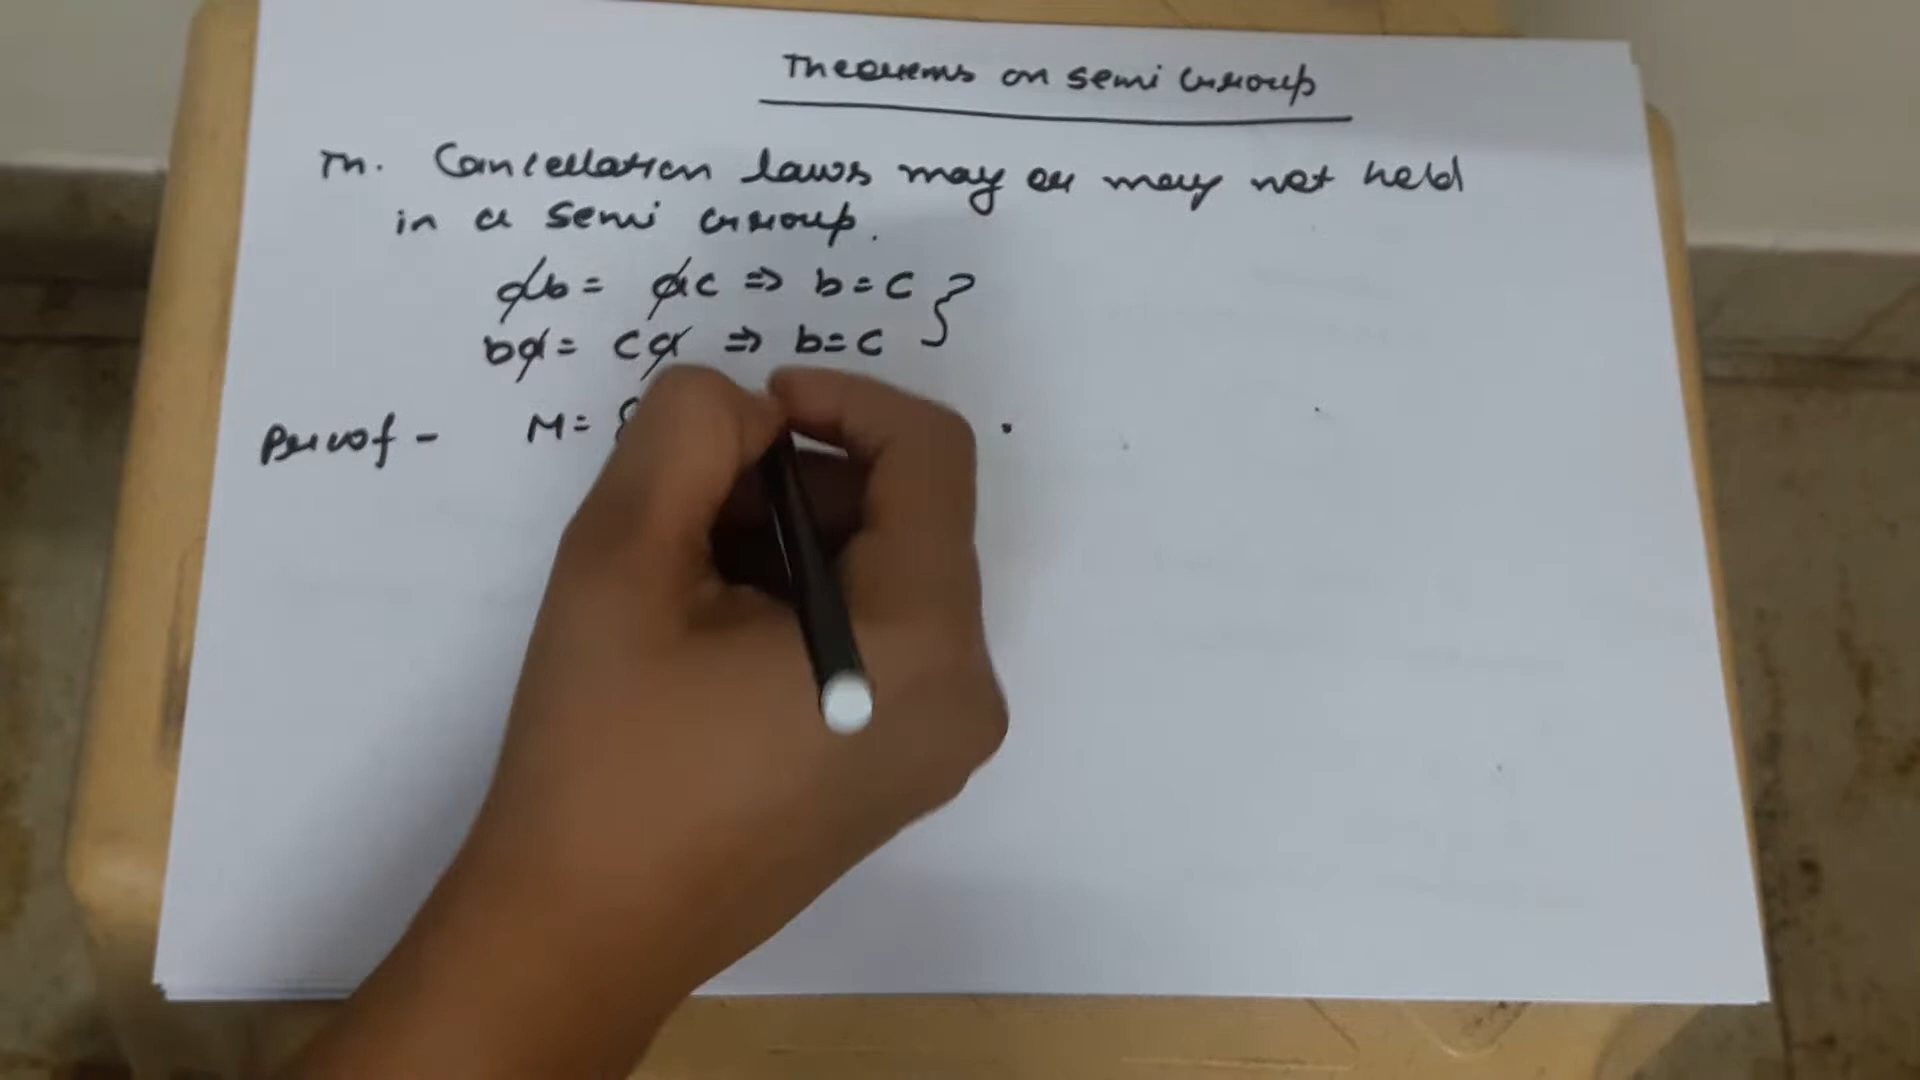 Theorems on semi Group
Th. Cancellation laws may or may not hold
in a semi Group.
ab = ac ⇒ b=c }
ba = ca ⇒ b=c
Proof - M= {